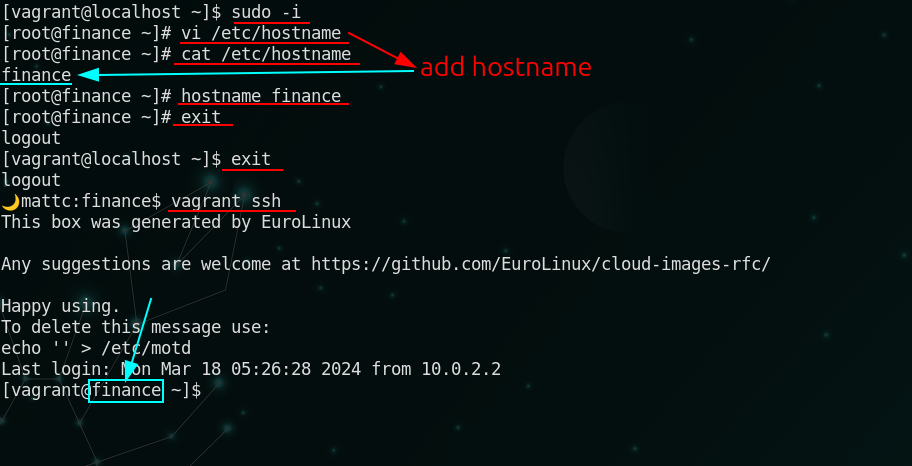 [vagrant@localhost ~]$ sudo -i
[root@finance ~]# vi /etc/hostname
[root@finance ~]# cat /etc/hostname
add hostname
finance
[root@finance ~]# hostname finance
[root@finance ~]# exit
logout
[vagrant@localhost ~]$ exit
logout
🌙mattc:finance$ vagrant ssh
This box was generated by EuroLinux
Any suggestions are welcome at https://github.com/EuroLinux/cloud-images-rfc/
Happy using.
To delete this message use:
echo '' > /etc/motd
Last login: Mon Mar 18 05:26:28 2024 from 10.0.2.2
[vagrant@finance ~]$